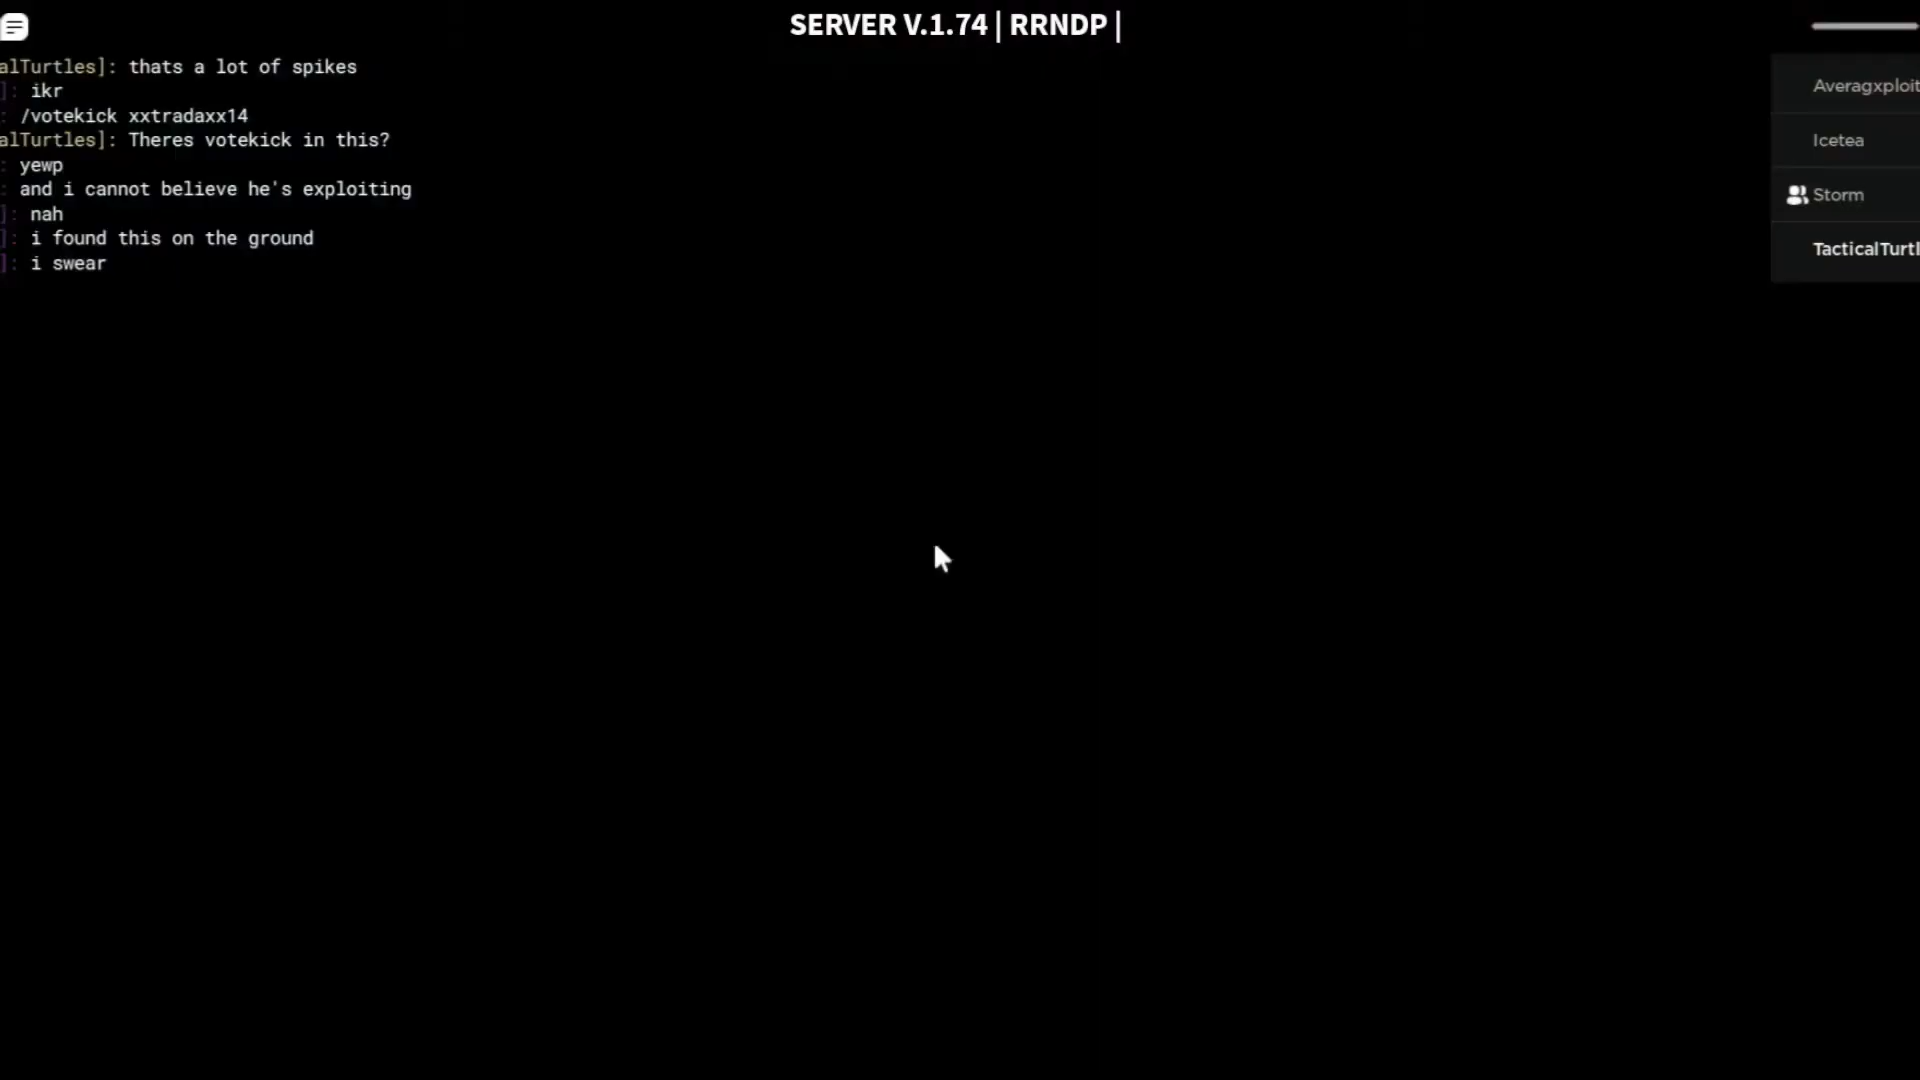 SERVER V.1.74 | RRNDP |
alTurtles]: thats a lot of spikes
]: ikr
: /votekick xxtradaxx14
alTurtles]: Theres votekick in this?
: yewp
: and i cannot believe he's exploiting
]: nah
]: i found this on the ground
]: i swear
Averagxploit
Icetea
Storm
TacticalTurtl